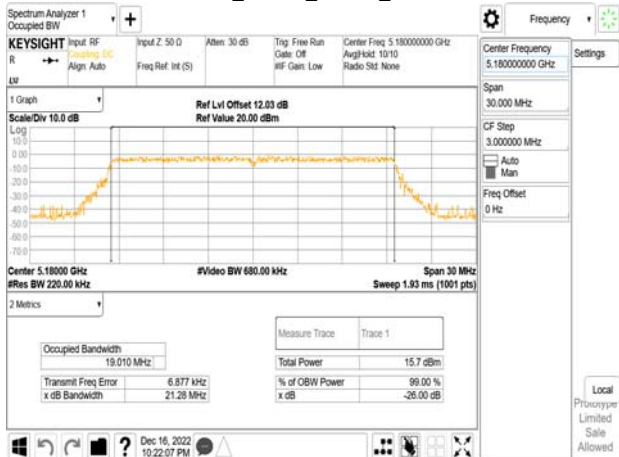 Spectrum Analyzer 1
Occupied BW
Frequency
KEYSIGHT
Input: RF
Coupling: DC
Align: Auto
Input Z: 50 Ω
Freq Ref: Int (S)
Atten: 30 dB
Trig: Free Run
Gate: Off
#IF Gain: Low
Center Freq: 5.180000000 GHz
Avg|Hold: 10/10
Radio Std: None
R
LXI
Center Frequency
5.180000000 GHz
Settings
Span
30.000 MHz
CF Step
3.000000 MHz
Auto
Man
Freq Offset
0 Hz
1 Graph
Scale/Div 10.0 dB
Ref Lvl Offset 12.03 dB
Ref Value 20.00 dBm
Log
10.0
0.00
-10.0
-20.0
-30.0
-40.0
-50.0
-60.0
-70.0
Center 5.18000 GHz
#Video BW 680.00 kHz
Span 30 MHz
#Res BW 220.00 kHz
Sweep 1.93 ms (1001 pts)
2 Metrics
Measure Trace
Trace 1
Occupied Bandwidth
19.010 MHz
Total Power
15.7 dBm
Transmit Freq Error
6.877 kHz
% of OBW Power
99.00 %
x dB Bandwidth
21.28 MHz
x dB
-26.00 dB
Local
Prototype
Limited
Sale
Allowed
?
Dec 16, 2022
10:22:07 PM